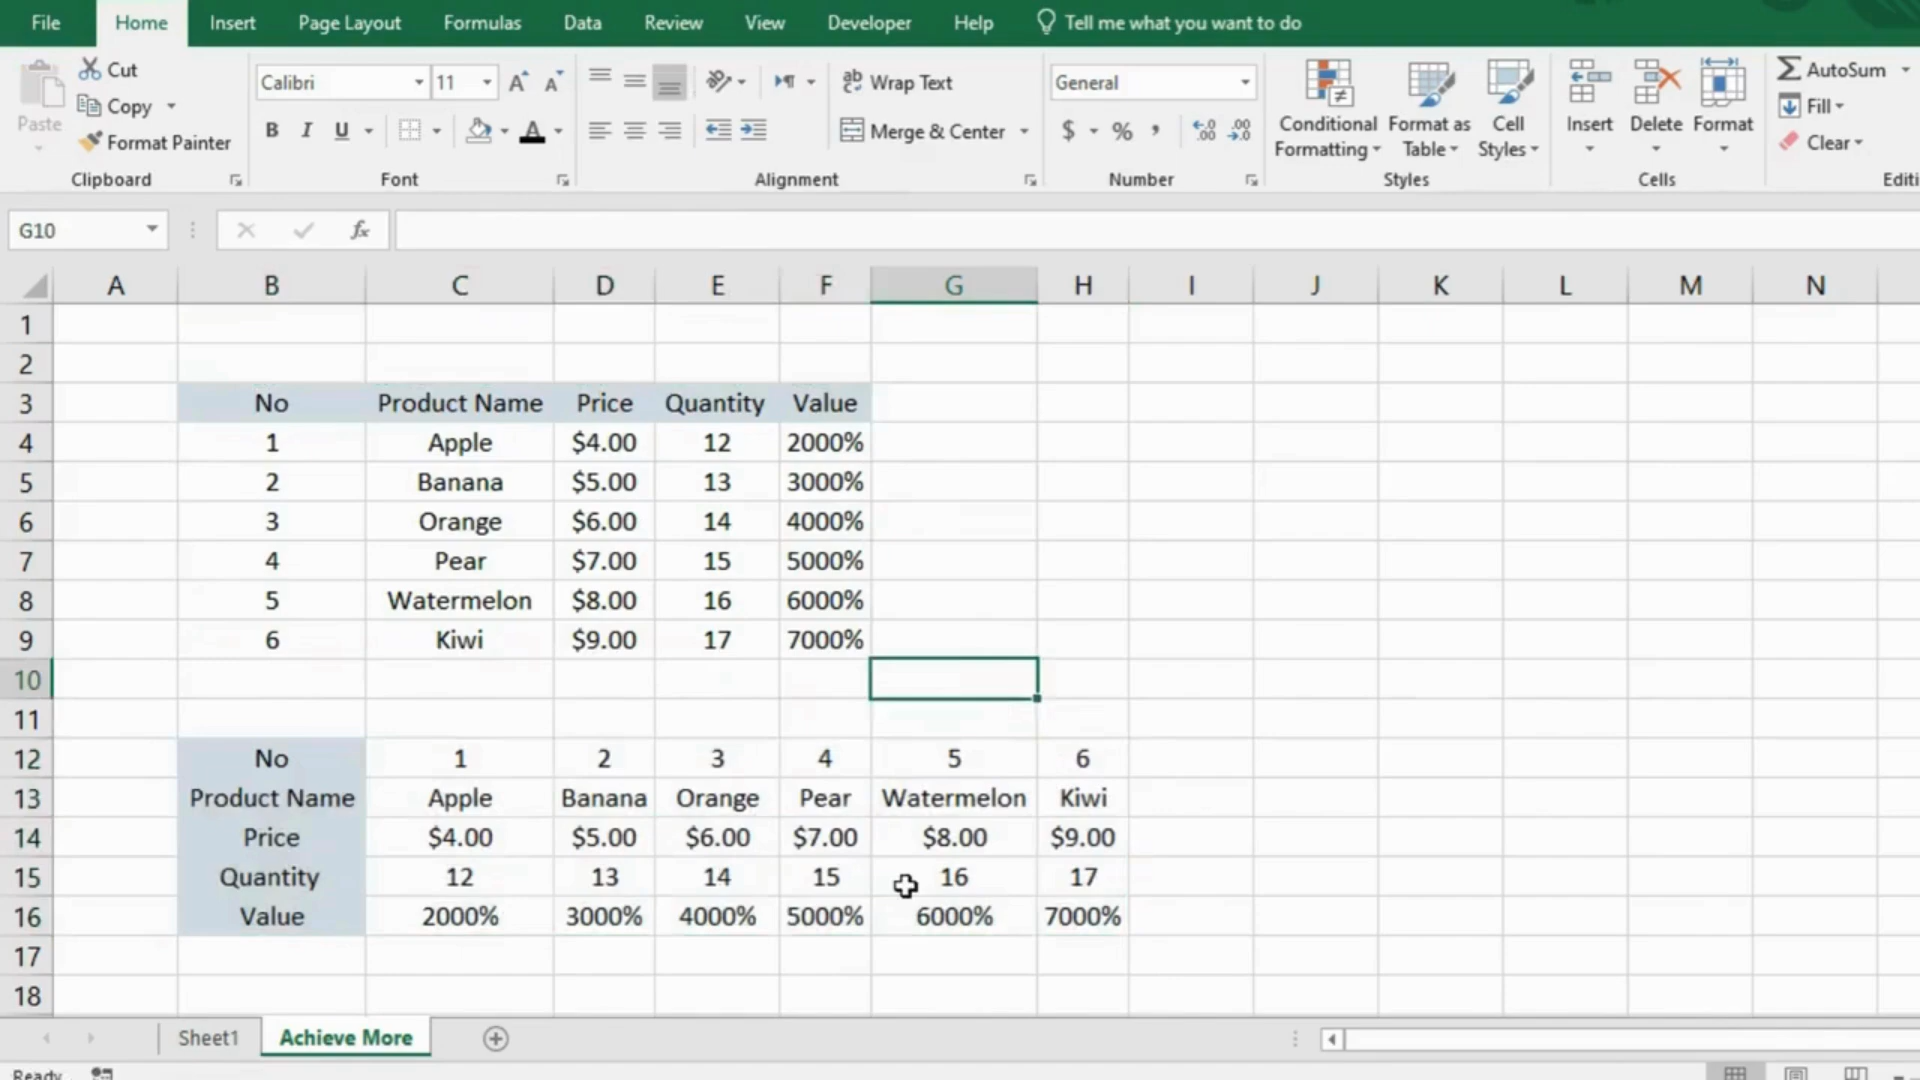 File Home Insert Page Layout Formulas Data Review View Developer Help Tell me what you want to do
Paste Cut Copy Format Painter
Calibri 11 A A
B I U A
Wrap Text
Merge & Center
General
$ % , .00 .00
Conditional Formatting Format as Table Cell Styles
Insert Delete Format
AutoSum
Fill
Clear
Clipboard Font Alignment Number Styles Cells Editi
G10 fx
A B C D E F G H I J K L M N
1
2
3 No Product Name Price Quantity Value
4 1 Apple $4.00 12 2000%
5 2 Banana $5.00 13 3000%
6 3 Orange $6.00 14 4000%
7 4 Pear $7.00 15 5000%
8 5 Watermelon $8.00 16 6000%
9 6 Kiwi $9.00 17 7000%
10
11
12 No 1 2 3 4 5 6
13 Product Name Apple Banana Orange Pear Watermelon Kiwi
14 Price $4.00 $5.00 $6.00 $7.00 $8.00 $9.00
15 Quantity 12 13 14 15 16 17
16 Value 2000% 3000% 4000% 5000% 6000% 7000%
17
18
Sheet1 Achieve More
Ready